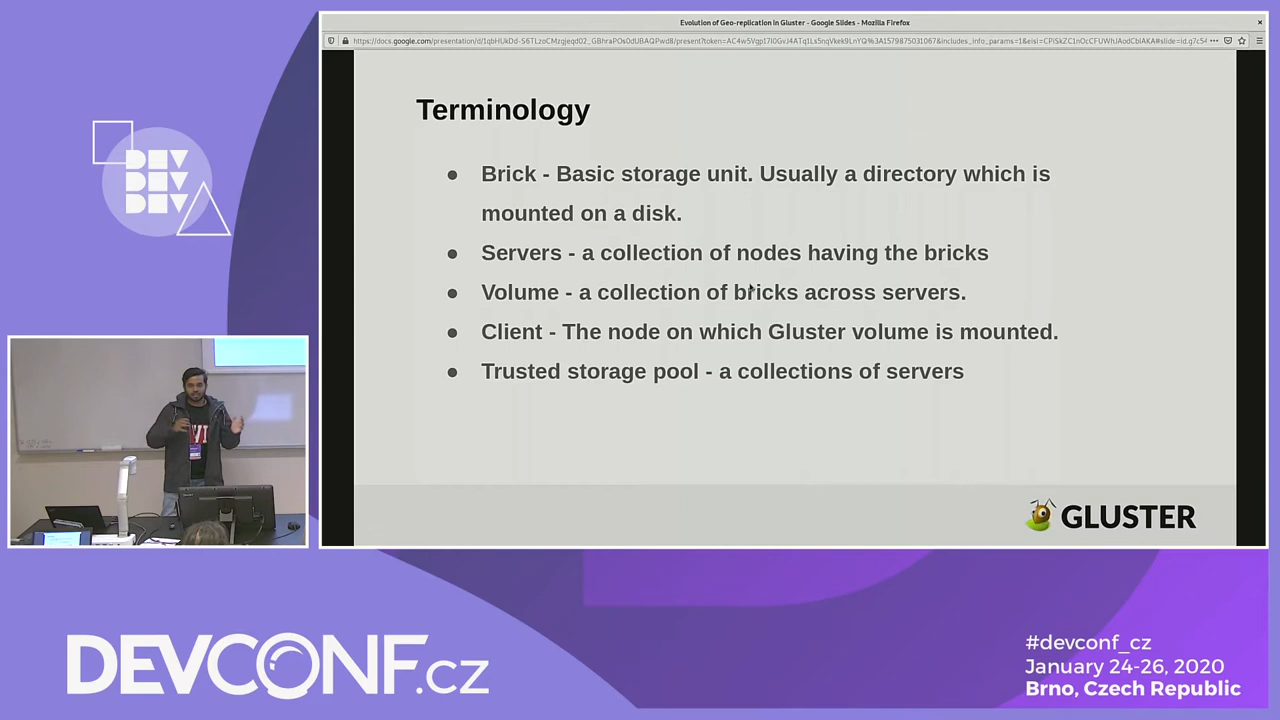 Evolution of Geo-replication in Gluster - Google Slides - Mozilla Firefox
Terminology
● Brick - Basic storage unit. Usually a directory which is
mounted on a disk.
● Servers - a collection of nodes having the bricks
● Volume - a collection of bricks across servers.
● Client - The node on which Gluster volume is mounted.
● Trusted storage pool - a collections of servers
GLUSTER
DEV
DEV
DEV
DEVCONF.cz
#devconf_cz
January 24-26, 2020
Brno, Czech Republic